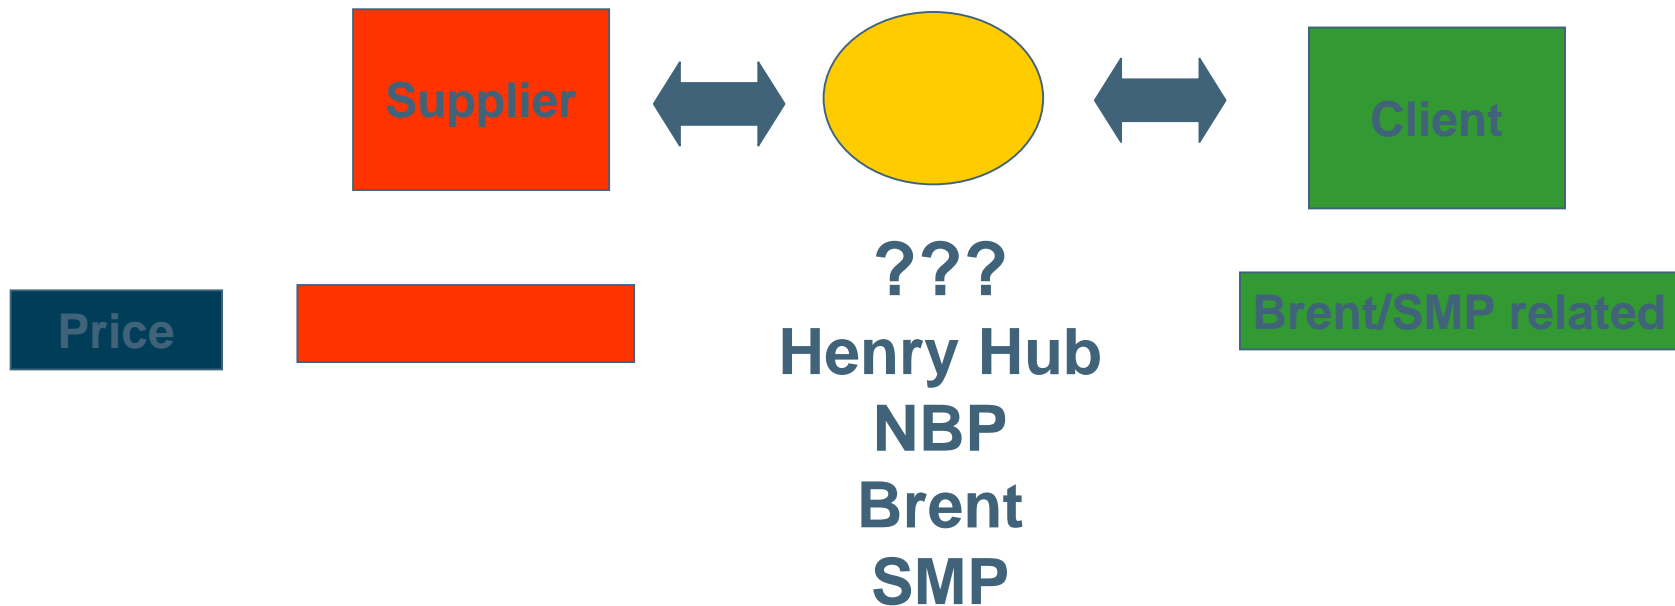 Supplier
Client
???
Price
Brent/SMP related
Henry Hub
NBP
Brent
SMP